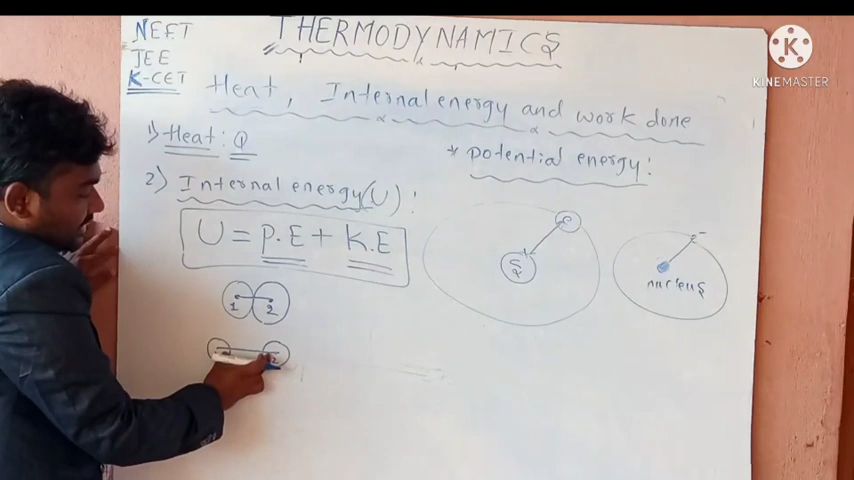 NEET
JEE
K-CET
THERMODYNAMICS
Heat, Internal energy and work done
1) Heat: Q
2) Internal energy(U):
U = P.E + K.E
1 2
2
* potential energy:
e
S
e-
nucleus
K
KINEMASTER